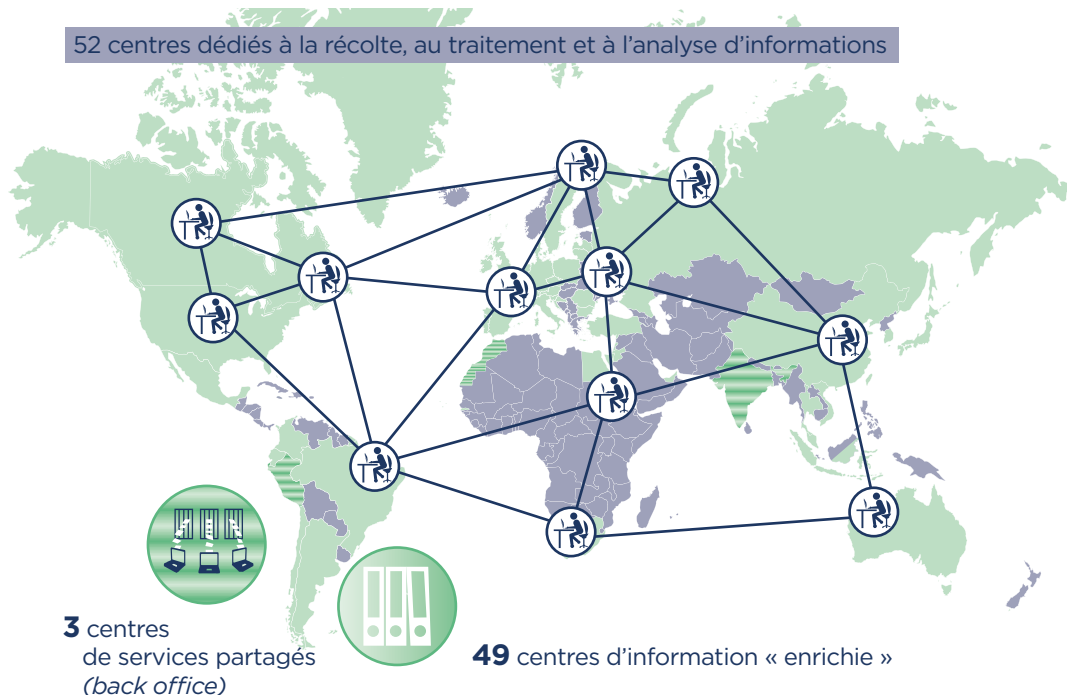 52 centres dédiés à la récolte, au traitement et à l’analyse d’informations
3 centres
de services partagés
(back office)
49 centres d’information « enrichie »